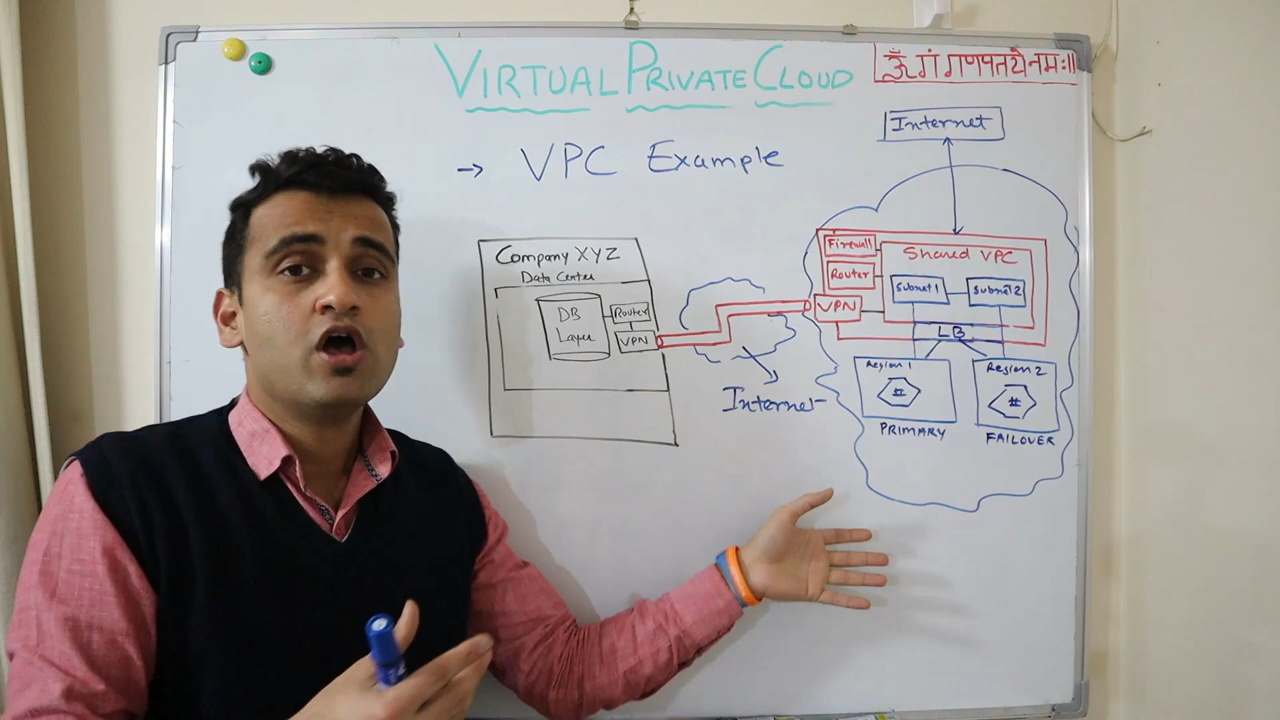 VIRTUAL PRIVATE CLOUD
ॐ गं गणपतये नमः॥
→ VPC Example
Internet
Company XYZ
Data Center
DB
Layer
Router
VPN
Internet
Firewall
Router
VPN
Shared VPC
Subnet 1
Subnet 2
LB
Region 1
#
PRIMARY
Region 2
#
FAILOVER